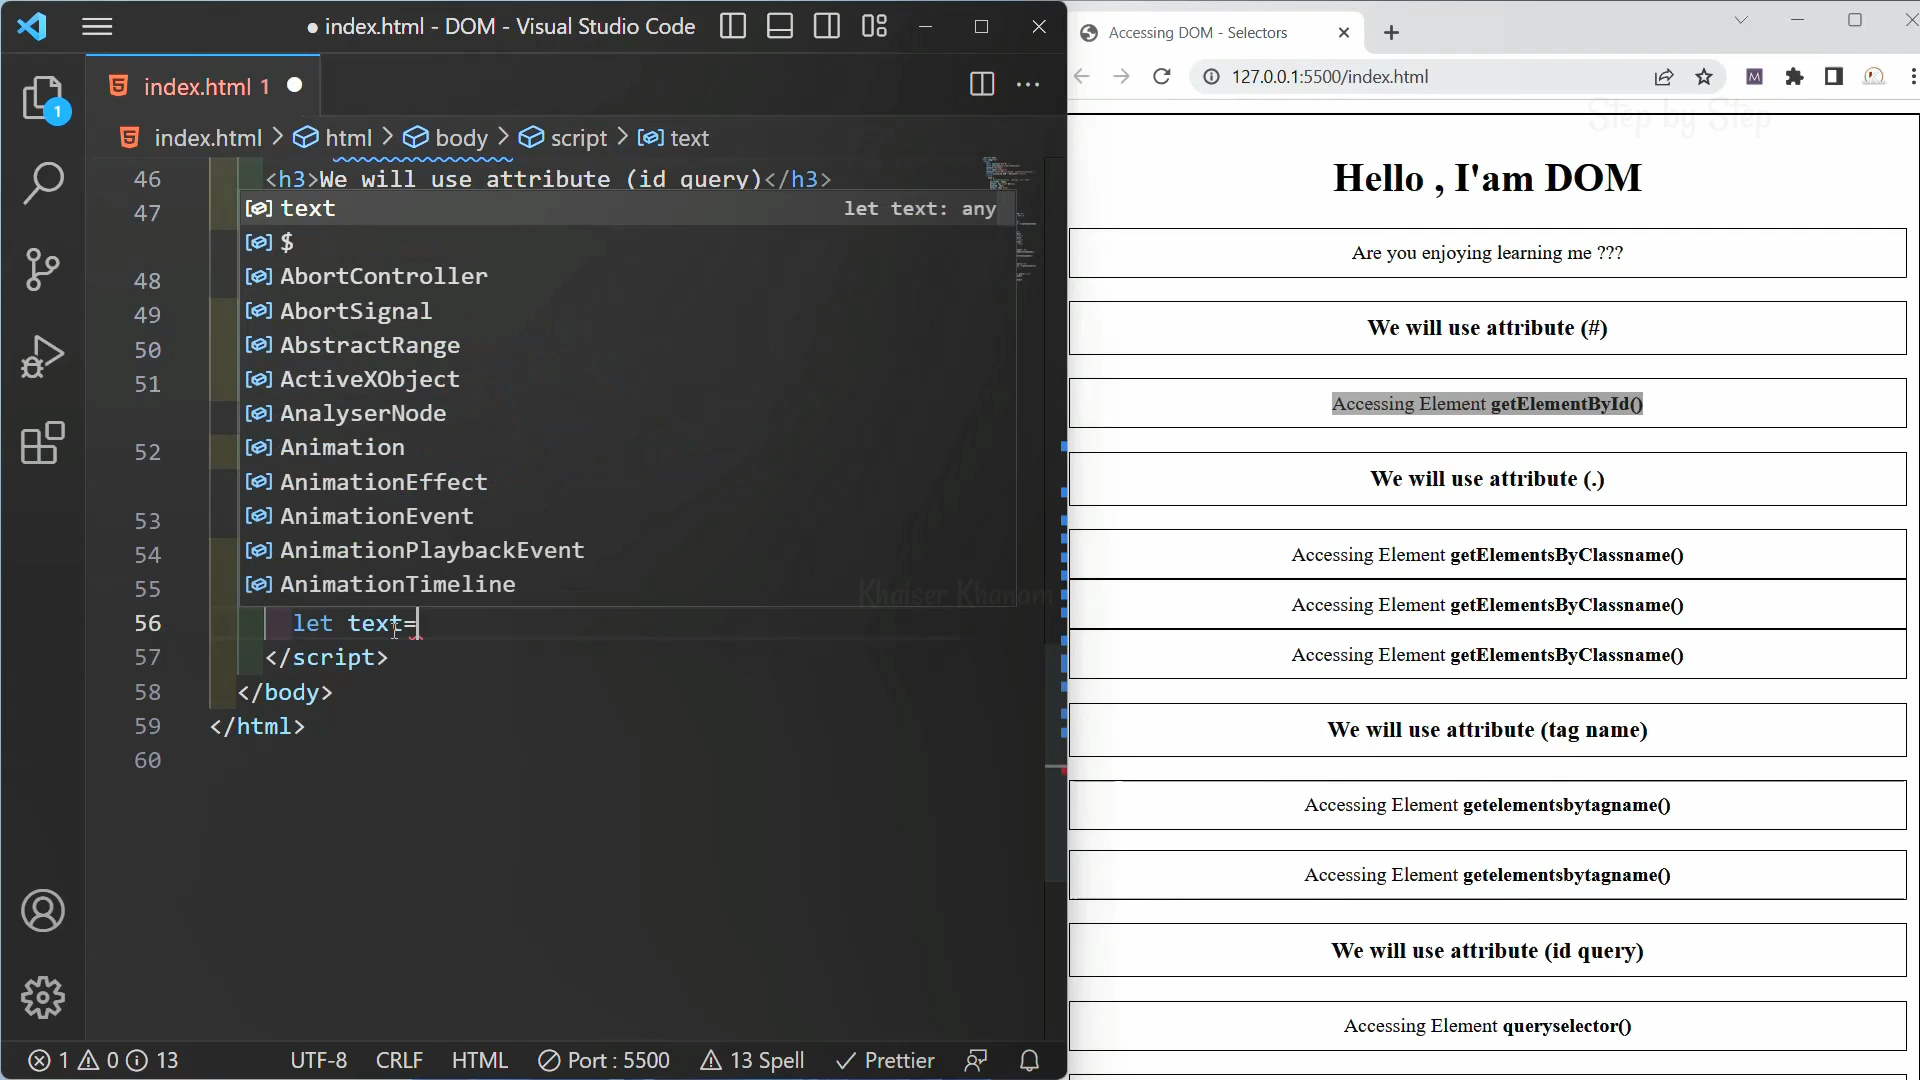 index.html - DOM - Visual Studio Code
index.html 1
1
index.html > html > body > script > text
46 <h3>We will use attribute (id query)</h3>
47
text let text: any
$
AbortController
48
AbortSignal
49
AbstractRange
50
ActiveXObject
51
AnalyserNode
Animation
52
AnimationEffect
AnimationEvent
53
AnimationPlaybackEvent
54
AnimationTimeline
55
56 let text=
57 </script>
58 </body>
59 </html>
60
1 0 13 UTF-8 CRLF HTML Port : 5500 13 Spell Prettier
Accessing DOM - Selectors
127.0.0.1:5500/index.html
M
Step by Step
Hello , I'am DOM
Are you enjoying learning me ???
We will use attribute (#)
Accessing Element getElementById()
We will use attribute (.)
Accessing Element getElementsByClassname()
Accessing Element getElementsByClassname()
Khaiser Khanam
Accessing Element getElementsByClassname()
We will use attribute (tag name)
Accessing Element getelementsbytagname()
Accessing Element getelementsbytagname()
We will use attribute (id query)
Accessing Element queryselector()